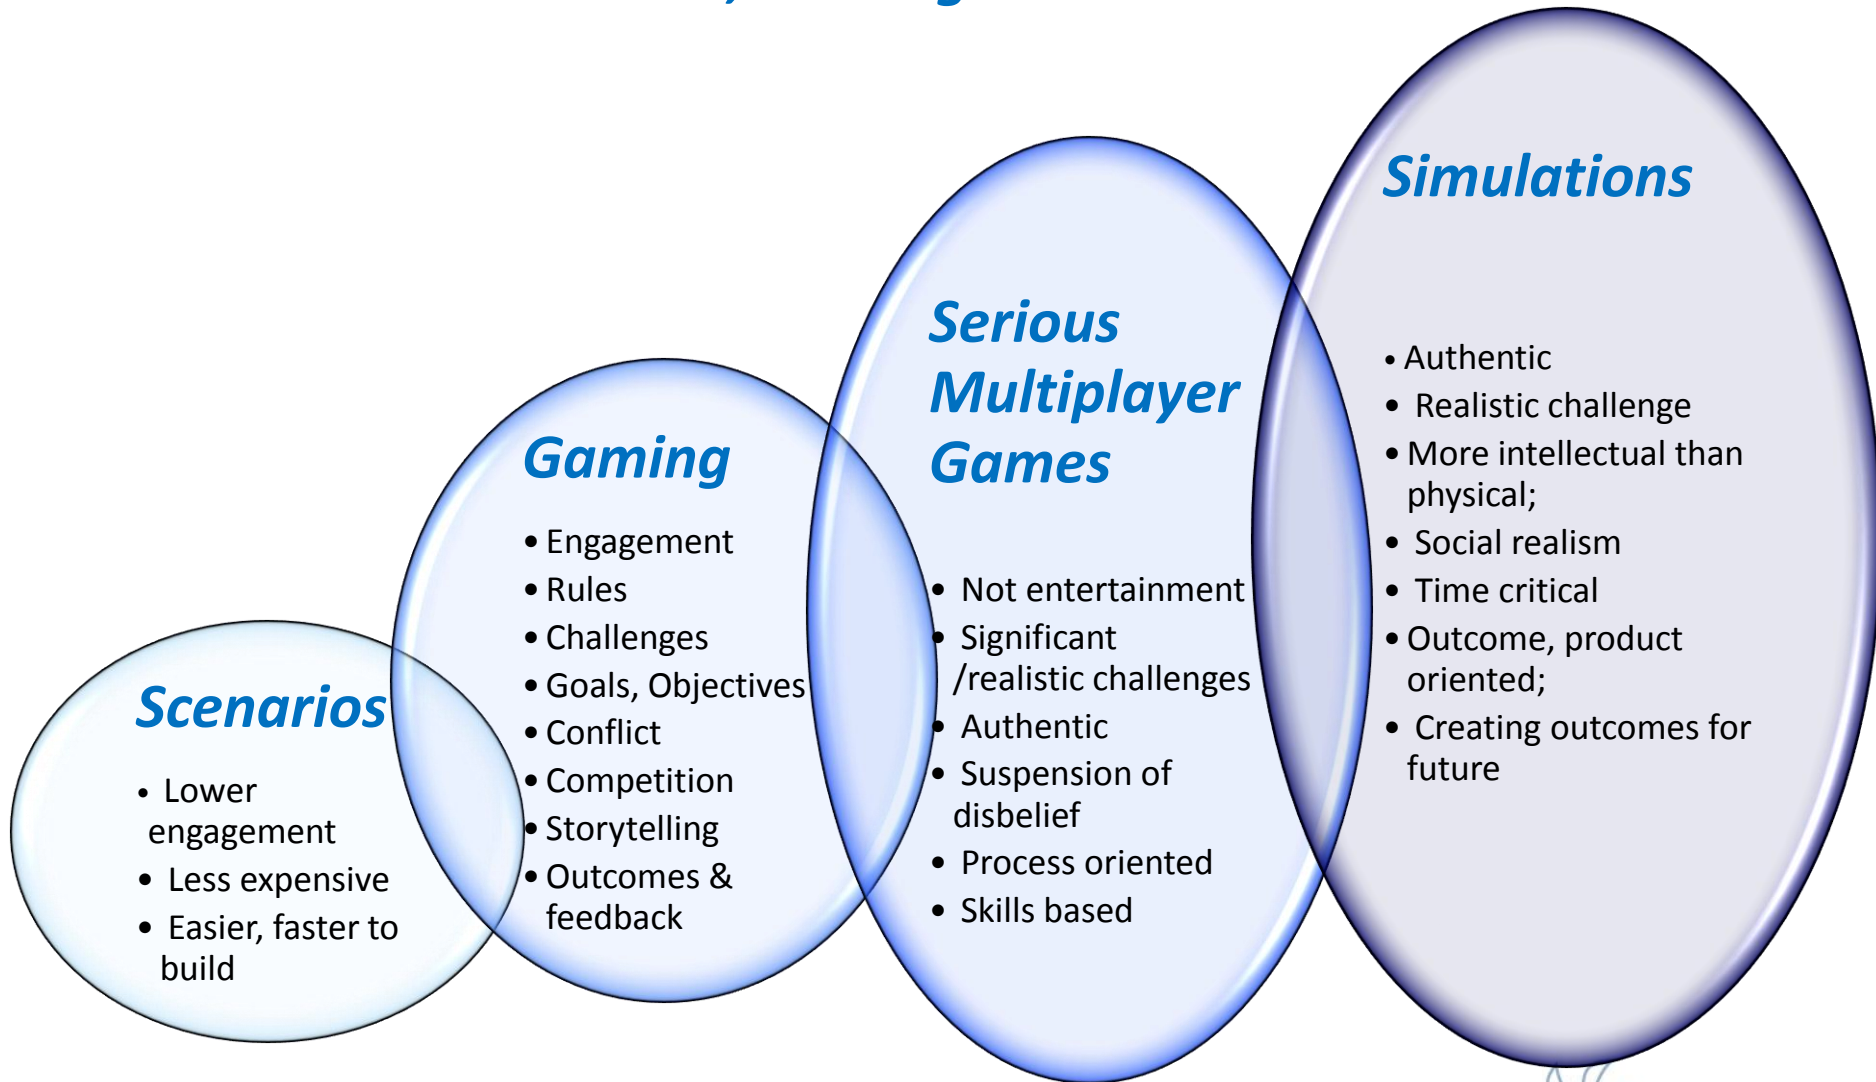 Scenarios
• Lower
engagement
• Less expensive
• Easier, faster to
build
Gaming
• Engagement
• Rules
• Challenges
• Goals, Objectives
• Conflict
• Competition
• Storytelling
• Outcomes &
feedback
Serious
Multiplayer
Games
• Not entertainment
• Significant
/realistic challenges
• Authentic
• Suspension of
disbelief
• Process oriented
• Skills based
Simulations
• Authentic
• Realistic challenge
• More intellectual than
physical;
• Social realism
• Time critical
• Outcome, product
oriented;
• Creating outcomes for
future